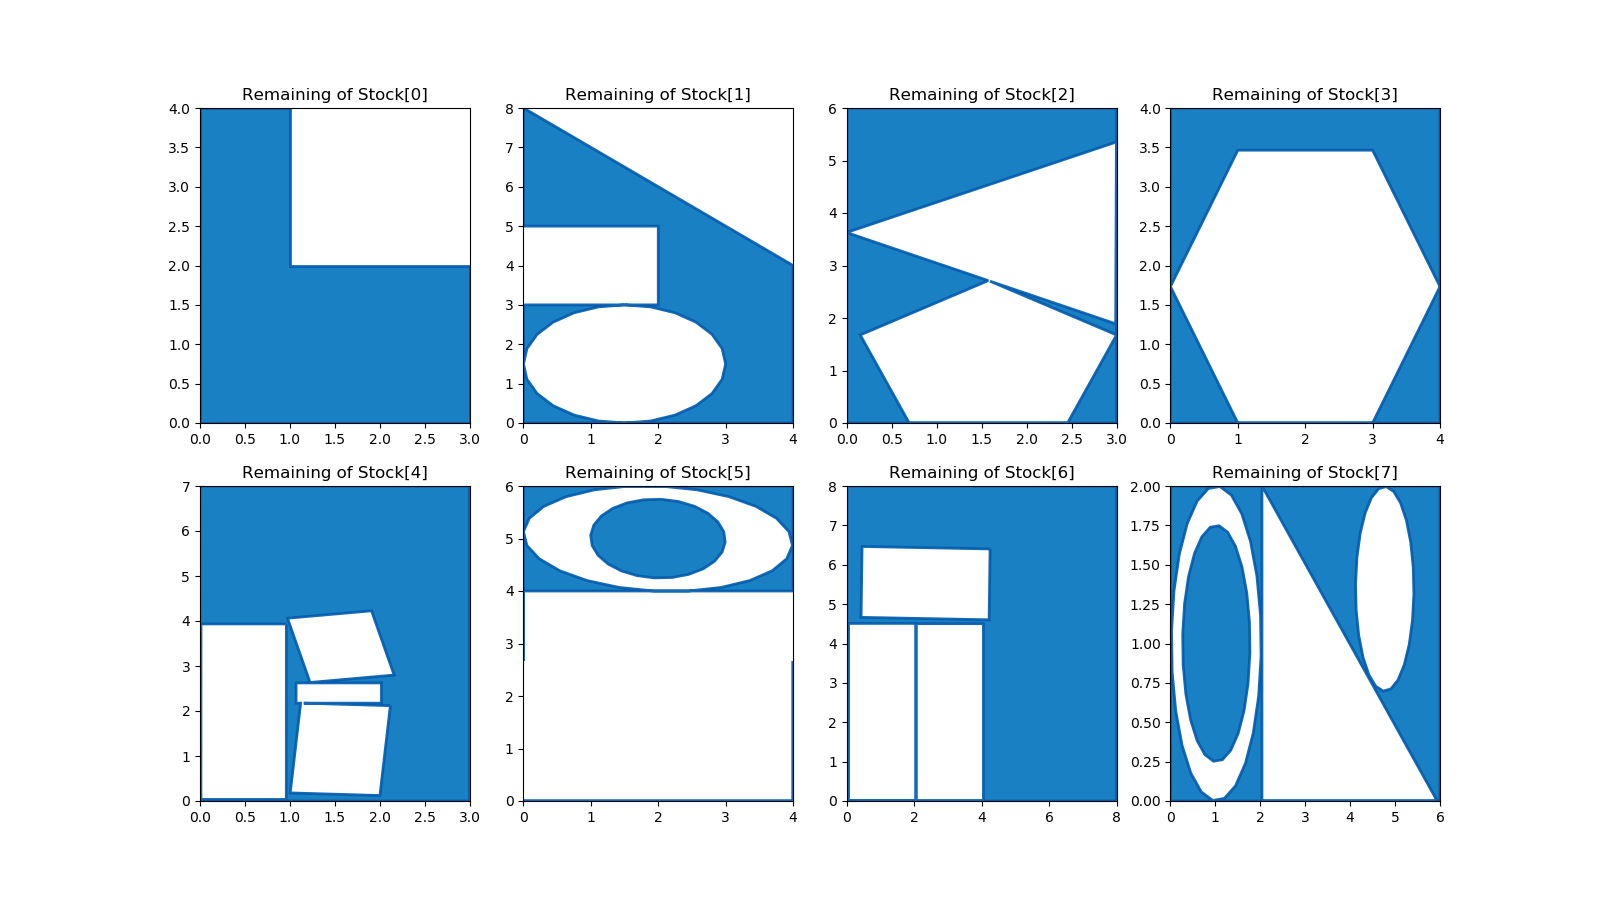 Remaining of Stock[0] Remaining of Stock[1] Remaining of Stock[2] Remaining of Stock[3]
4.0 8 6 4.0
3.5 7 5 3.5
3.0 6 4 3.0
2.5 5 3 2.5
2.0 4 2 2.0
1.5 3 1 1.5
1.0 2 0 1.0
0.5 1 0.5
0.0 0 0.0
0.0 0.5 1.0 1.5 2.0 2.5 3.0 0 1 2 3 4 0.0 0.5 1.0 1.5 2.0 2.5 3.0 0 1 2 3 4
Remaining of Stock[4] Remaining of Stock[5] Remaining of Stock[6] Remaining of Stock[7]
7 6 8 2.00
6 5 7 1.75
5 4 6 1.50
4 3 5 1.25
3 2 4 1.00
2 1 3 0.75
1 0 2 0.50
0 1 0.25
0 0.00
0.0 0.5 1.0 1.5 2.0 2.5 3.0 0 1 2 3 4 0 2 4 6 8 0 1 2 3 4 5 6